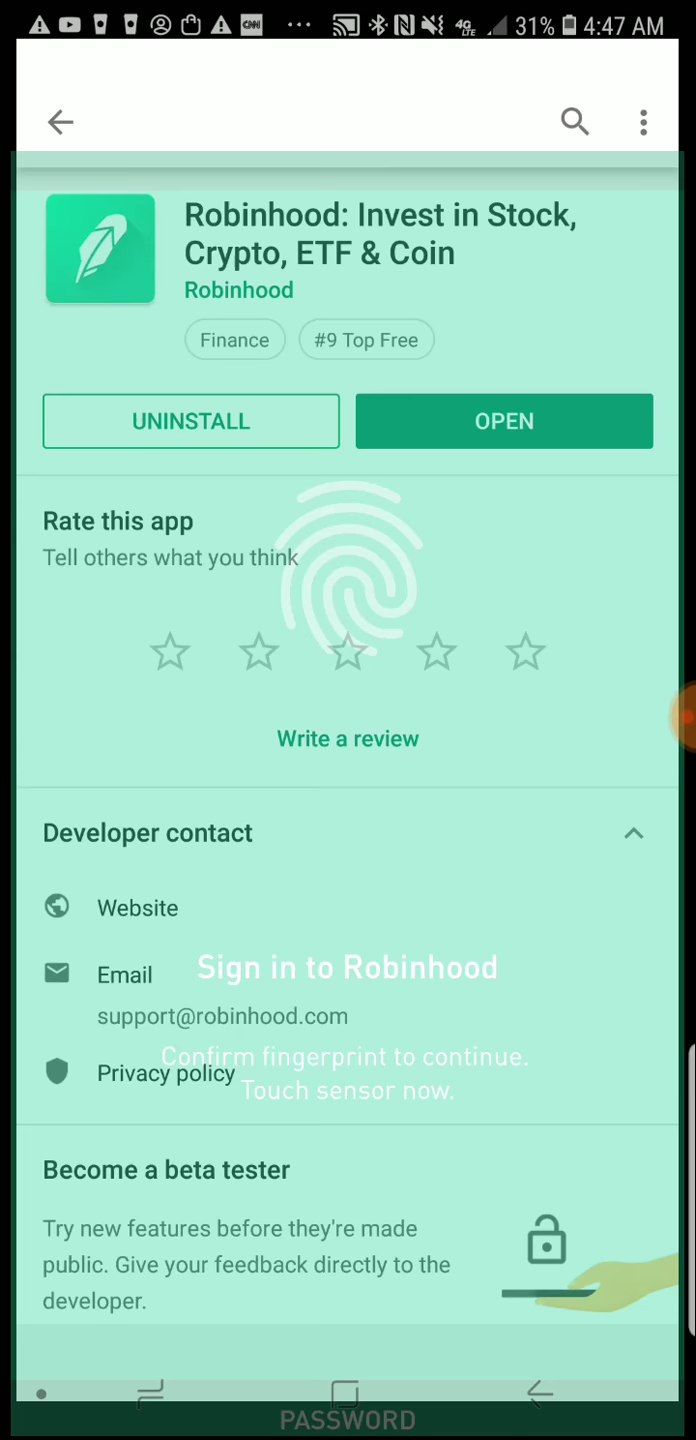 CNN
4G
LTE
31%
4:47 AM
Robinhood: Invest in Stock,
Crypto, ETF & Coin
Robinhood
Finance
#9 Top Free
UNINSTALL
OPEN
Rate this app
Tell others what you think
Write a review
Developer contact
Website
Email
Sign in to Robinhood
support@robinhood.com
Confirm fingerprint to continue.
Privacy policy
Touch sensor now.
Become a beta tester
Try new features before they're made
public. Give your feedback directly to the
developer.
PASSWORD